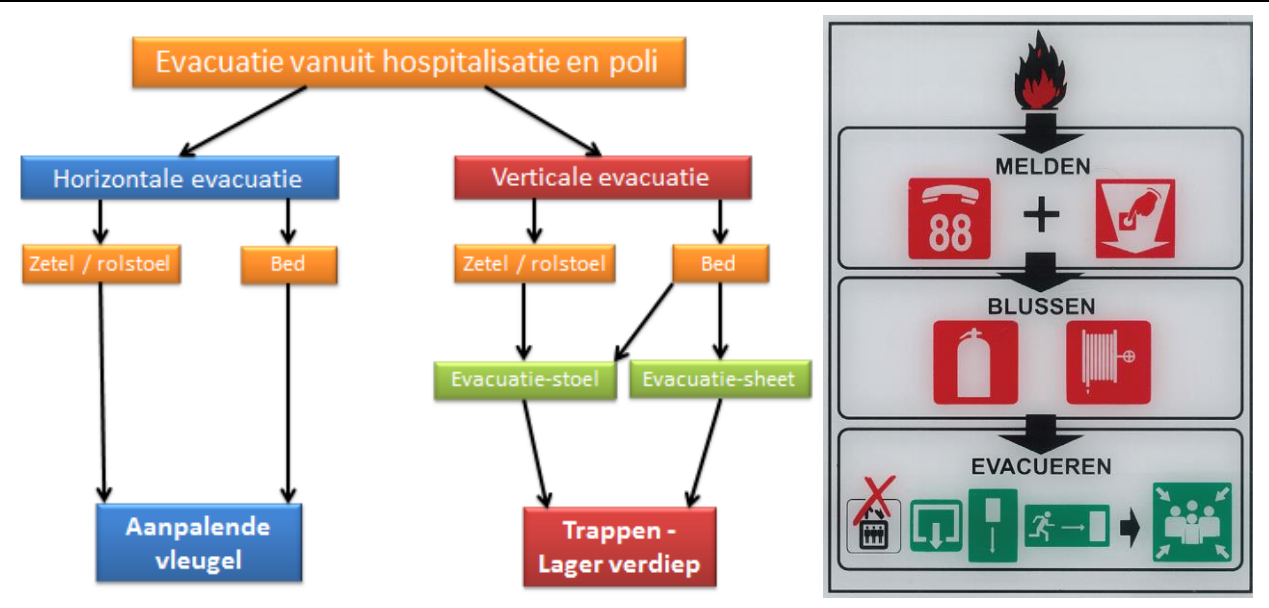 Evacuatie vanuit hospitalisatie en poli
Horizontale evacuatie
Verticale evacuatie
Zetel / rolstoel
Bed
Zetel / rolstoel
Bed
Evacuatie-stoel
Evacuatie-sheet
Aanpalende
vleugel
Trappen -
Lager verdiep
MELDEN
88
+
BLUSSEN
EVACUEREN